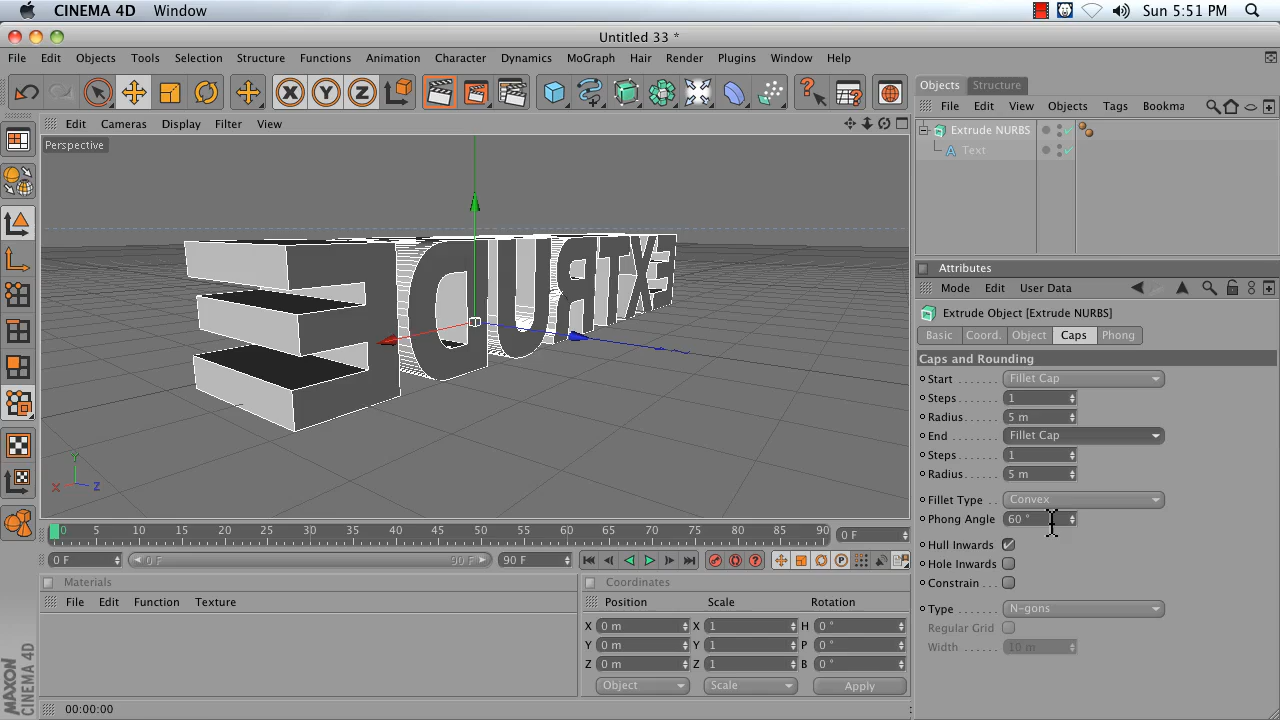 CINEMA 4D Window Sun 5:51 PM
Untitled 33 *
File Edit Objects Tools Selection Structure Functions Animation Character Dynamics MoGraph Hair Render Plugins Window Help
X Y Z
Objects Structure
File Edit View Objects Tags Bookma
Edit Cameras Display Filter View
Perspective
Extrude NURBS
Text
EXTRUDE
Y
X Z
Attributes
Mode Edit User Data
Extrude Object [Extrude NURBS]
Basic Coord. Object Caps Phong
Caps and Rounding
Start Fillet Cap
Steps 1
Radius 5 m
End Fillet Cap
Steps 1
Radius 5 m
Fillet Type Convex
Phong Angle 60 °
Hull Inwards
Hole Inwards
Constrain
Type N-gons
Regular Grid
Width 10 m
0 5 10 15 20 25 30 35 40 45 50 55 60 65 70 75 80 85 90 0 F
0 F 0 F 90 F 90 F
Materials
File Edit Function Texture
Coordinates
Position Scale Rotation
X 0 m X 1 H 0 °
Y 0 m Y 1 P 0 °
Z 0 m Z 1 B 0 °
Object Scale Apply
MAXON
CINEMA 4D
00:00:00